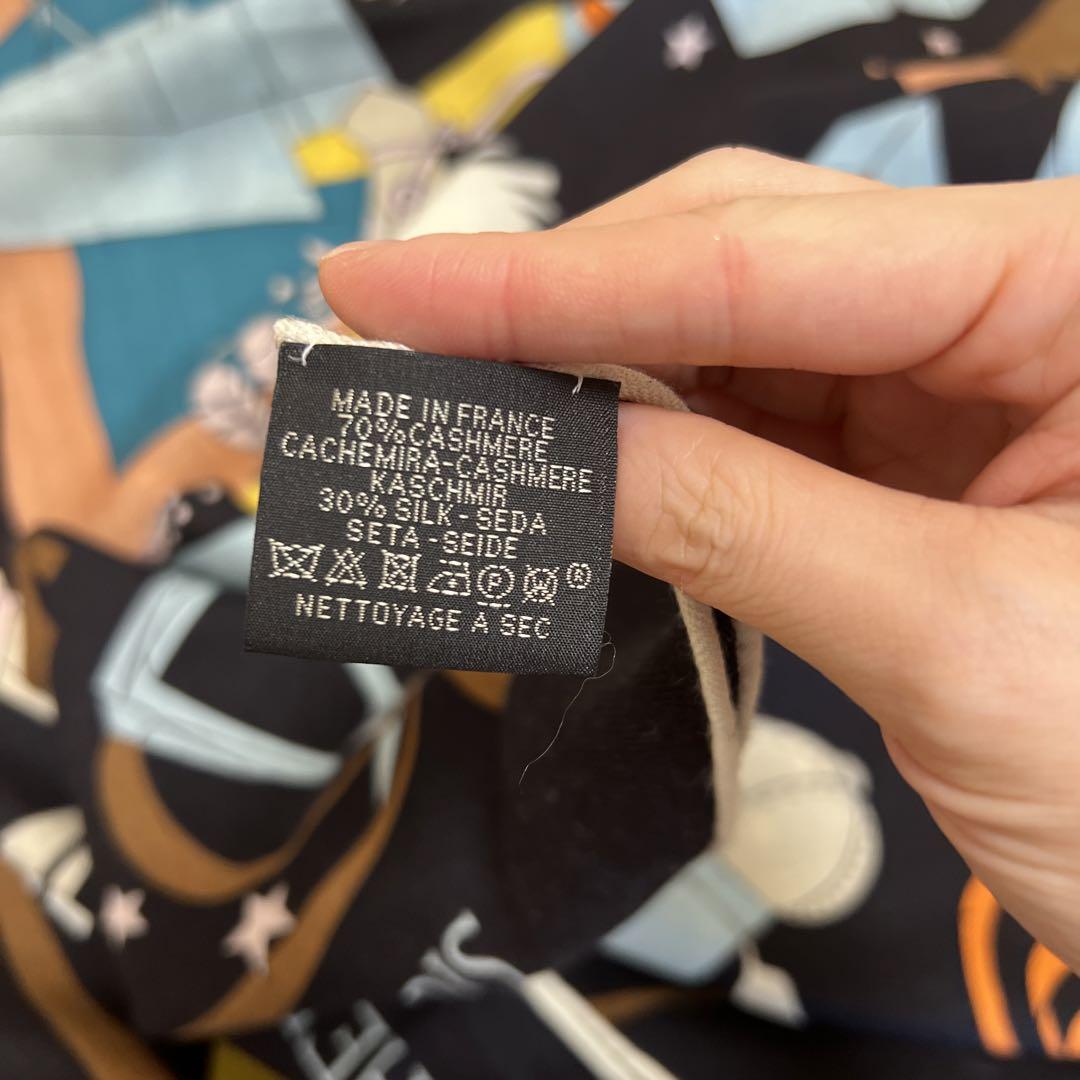 MADE IN FRANCE
70%CASHMERE
CACHEMIRA-CASHMERE
KASCHMIR
30% SILK-SEDA
SETA-SEIDE
P ®
NETTOYAGE A SEC